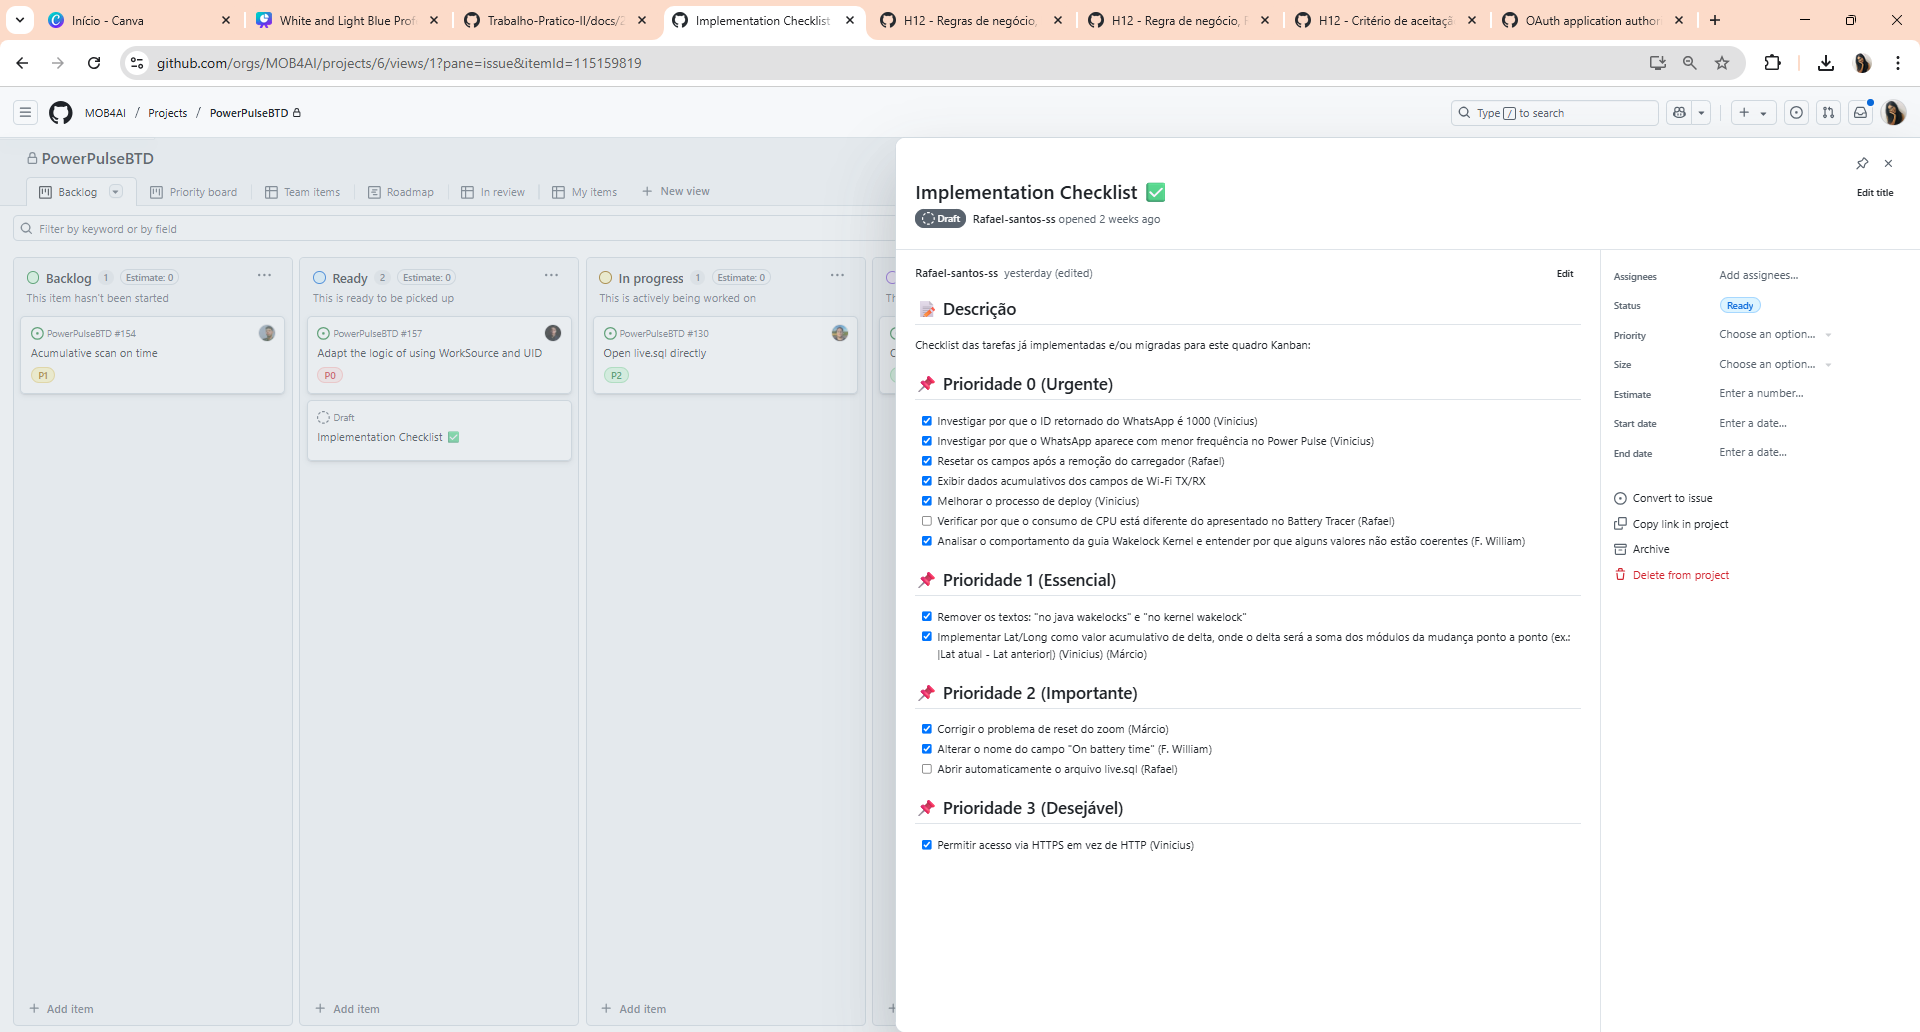 Início - Canva
White and Light Blue Prof
Trabalho-Pratico-II/docs/2
Implementation Checklist
H12 - Regras de negócio,
H12 - Regra de negócio, R
H12 - Critério de aceitaçã
OAuth application authori
github.com/orgs/MOB4AI/projects/6/views/1?pane=issue&itemId=115159819
MOB4AI / Projects / PowerPulseBTD
Type / to search
PowerPulseBTD
Backlog
Priority board
Team items
Roadmap
In review
My items
New view
Filter by keyword or by field
Backlog 1 Estimate: 0
This item hasn't been started
PowerPulseBTD #154
Acumulative scan on time
P1
Add item
Ready 2 Estimate: 0
This is ready to be picked up
PowerPulseBTD #157
Adapt the logic of using WorkSource and UID
P0
Draft
Implementation Checklist ✅
Add item
In progress 1 Estimate: 0
This is actively being worked on
PowerPulseBTD #130
Open live.sql directly
P2
Add item
Implementation Checklist ✅
Edit title
Draft Rafael-santos-ss opened 2 weeks ago
Rafael-santos-ss yesterday (edited)
Edit
📝 Descrição
Checklist das tarefas já implementadas e/ou migradas para este quadro Kanban:
📌 Prioridade 0 (Urgente)
Investigar por que o ID retornado do WhatsApp é 1000 (Vinicius)
Investigar por que o WhatsApp aparece com menor frequência no Power Pulse (Vinicius)
Resetar os campos após a remoção do carregador (Rafael)
Exibir dados acumulativos dos campos de Wi-Fi TX/RX
Melhorar o processo de deploy (Vinicius)
Verificar por que o consumo de CPU está diferente do apresentado no Battery Tracer (Rafael)
Analisar o comportamento da guia Wakelock Kernel e entender por que alguns valores não estão coerentes (F. William)
📌 Prioridade 1 (Essencial)
Remover os textos: "no java wakelocks" e "no kernel wakelock"
Implementar Lat/Long como valor acumulativo de delta, onde o delta será a soma dos módulos da mudança ponto a ponto (ex.:
|Lat atual - Lat anterior|) (Vinicius) (Márcio)
📌 Prioridade 2 (Importante)
Corrigir o problema de reset do zoom (Márcio)
Alterar o nome do campo "On battery time" (F. William)
Abrir automaticamente o arquivo live.sql (Rafael)
📌 Prioridade 3 (Desejável)
Permitir acesso via HTTPS em vez de HTTP (Vinicius)
Assignees Add assignees...
Status Ready
Priority Choose an option...
Size Choose an option...
Estimate Enter a number...
Start date Enter a date...
End date Enter a date...
Convert to issue
Copy link in project
Archive
Delete from project